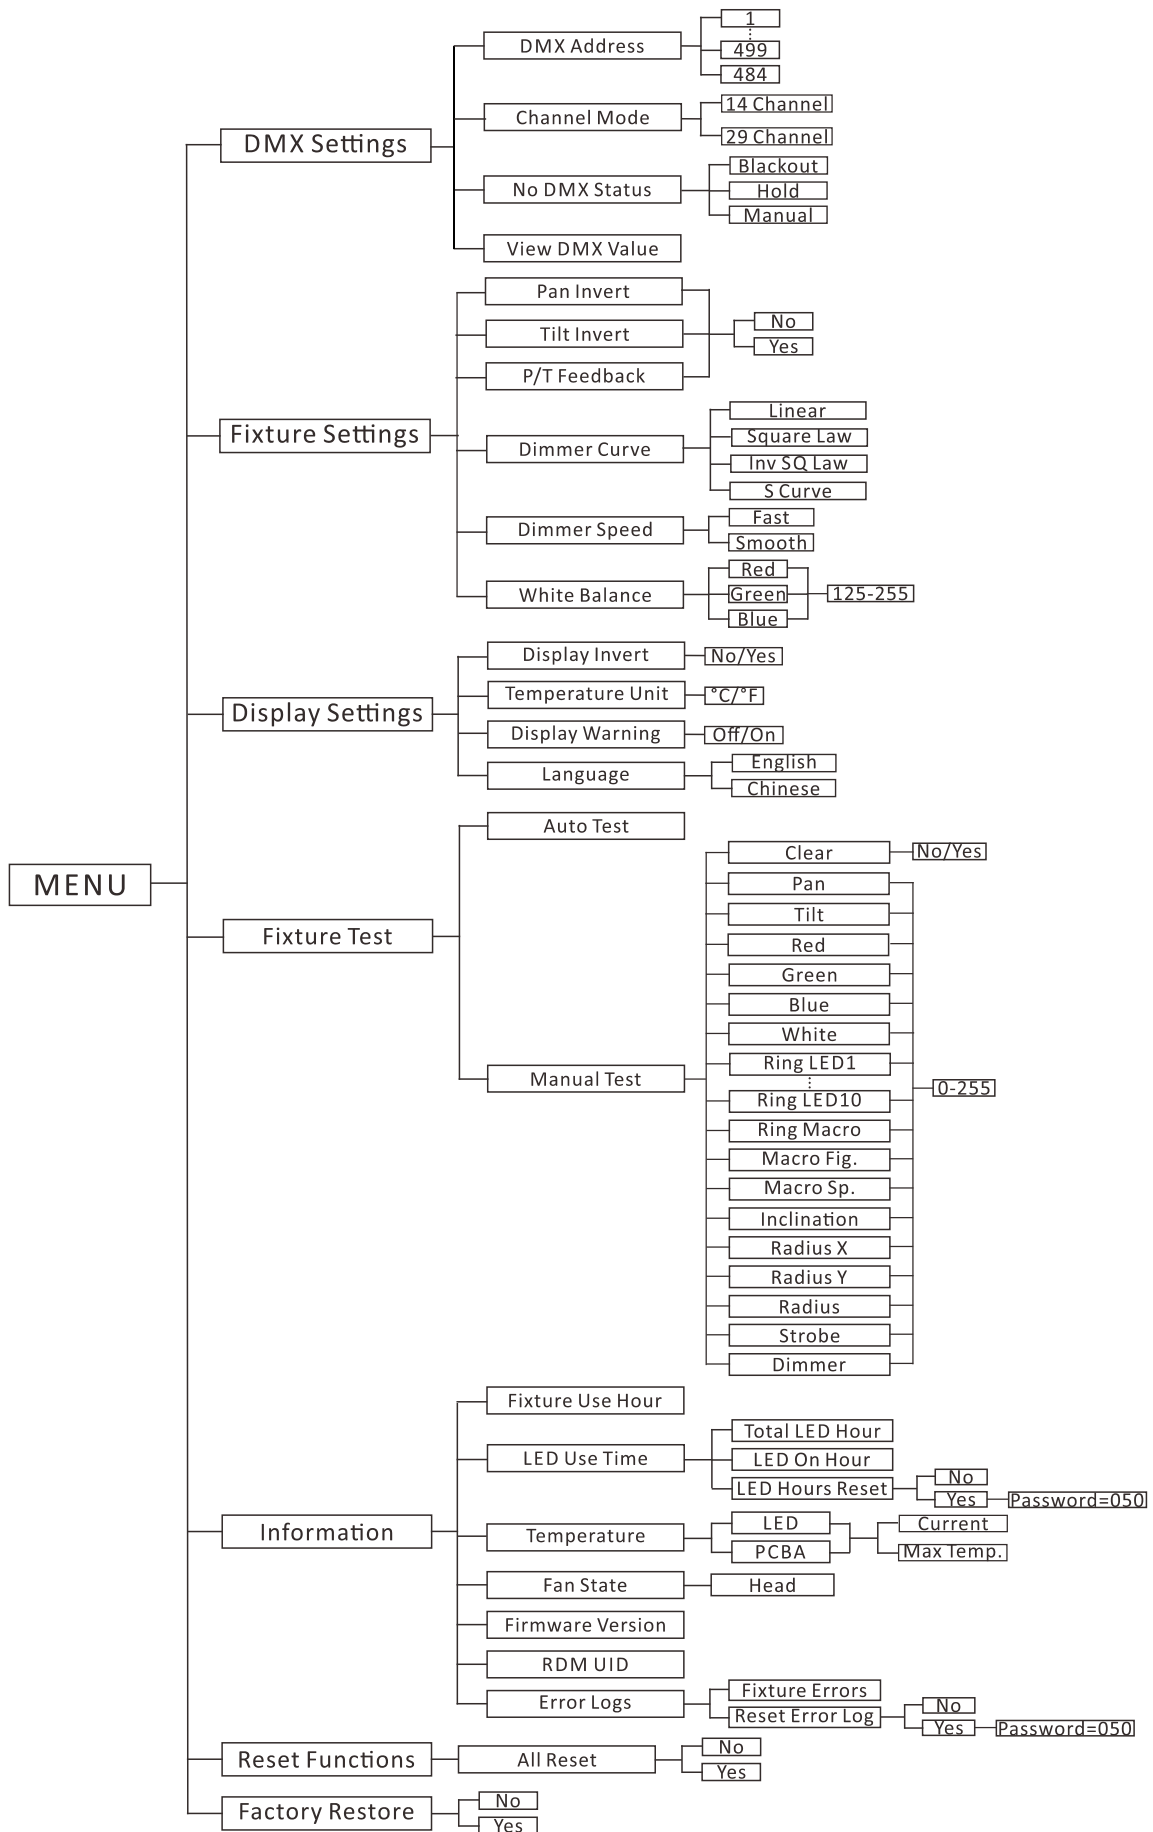 MENU
DMX Settings
DMX Address
1
499
484
Channel Mode
14 Channel
29 Channel
No DMX Status
Blackout
Hold
Manual
View DMX Value
Fixture Settings
Pan Invert
Tilt Invert
P/T Feedback
No
Yes
Dimmer Curve
Linear
Square Law
Inv SQ Law
S Curve
Dimmer Speed
Fast
Smooth
White Balance
Red
Green
Blue
125-255
Display Settings
Display Invert
No/Yes
Temperature Unit
°C/°F
Display Warning
Off/On
Language
English
Chinese
Fixture Test
Auto Test
Manual Test
Clear
No/Yes
Pan
Tilt
Red
Green
Blue
White
Ring LED1
Ring LED10
Ring Macro
Macro Fig.
Macro Sp.
Inclination
Radius X
Radius Y
Radius
Strobe
Dimmer
0-255
Information
Fixture Use Hour
LED Use Time
Total LED Hour
LED On Hour
LED Hours Reset
No
Yes
Password=050
Temperature
LED
PCBA
Current
Max Temp.
Fan State
Head
Firmware Version
RDM UID
Error Logs
Fixture Errors
Reset Error Log
No
Yes
Password=050
Reset Functions
All Reset
No
Yes
Factory Restore
No
Yes